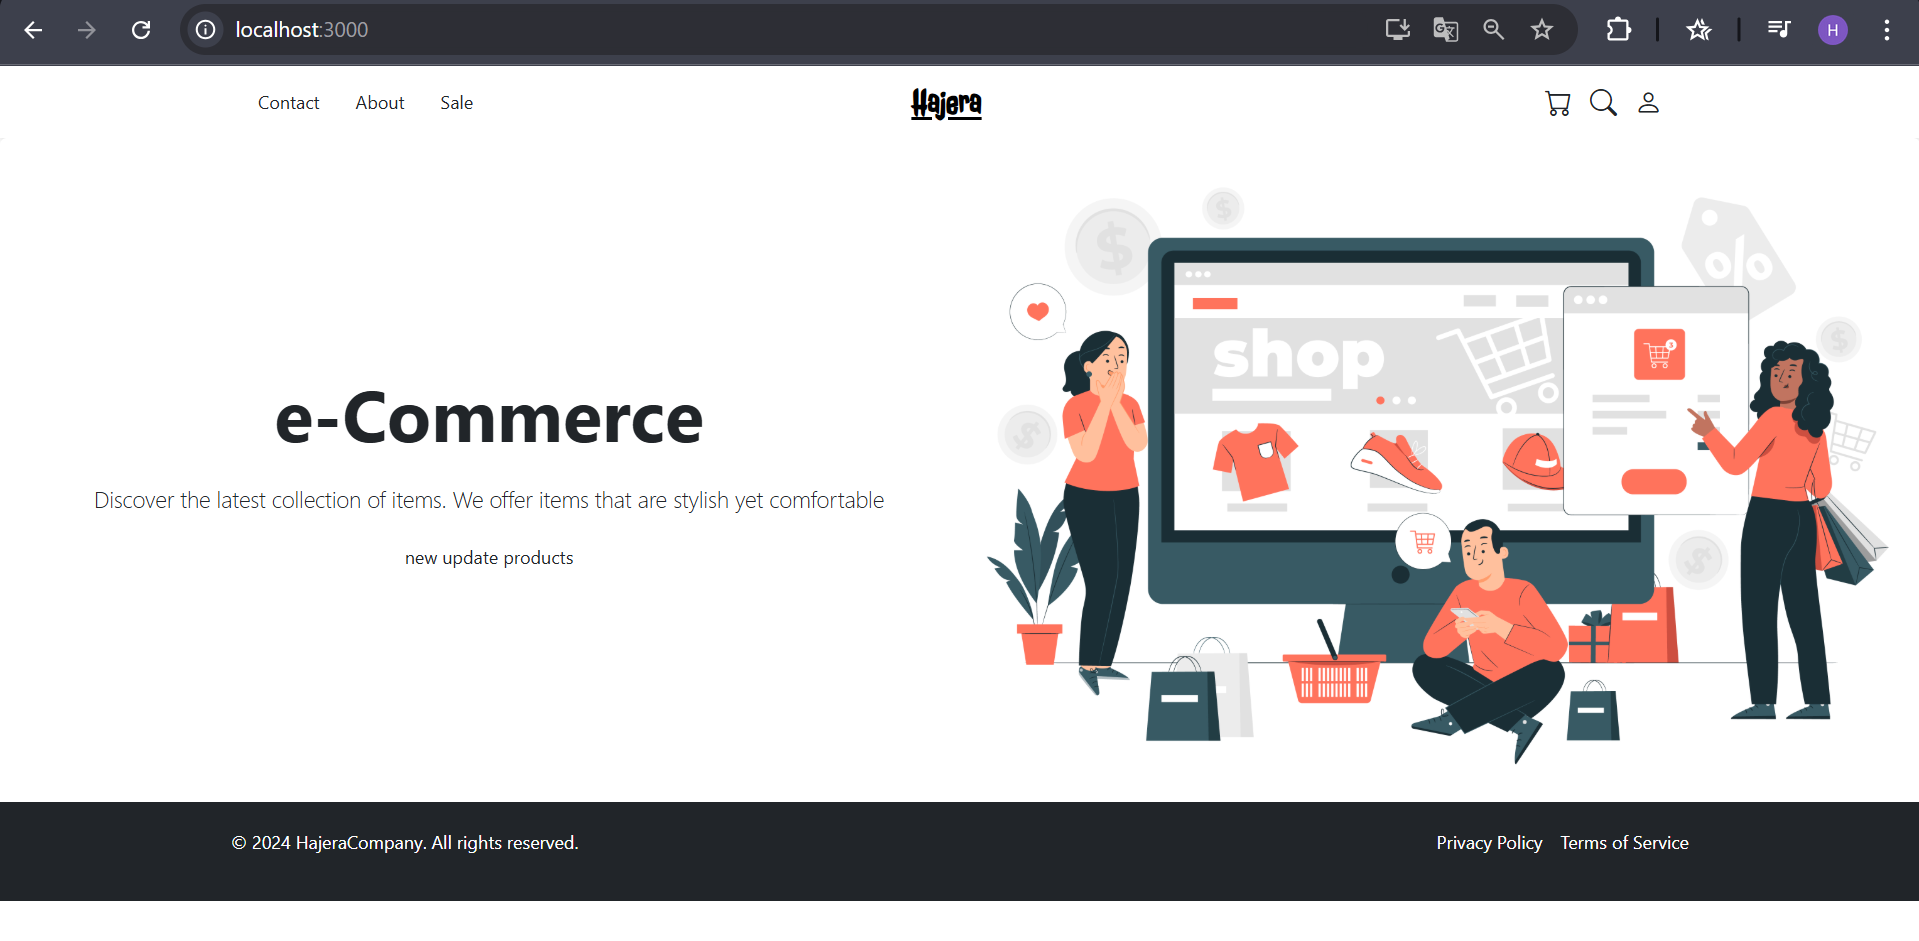 localhost:3000
H
Contact About Sale
Hajera
$
$
%
$
shop
3
$
$
e-Commerce
Discover the latest collection of items. We offer items that are stylish yet comfortable
new update products
© 2024 HajeraCompany. All rights reserved.
Privacy Policy Terms of Service